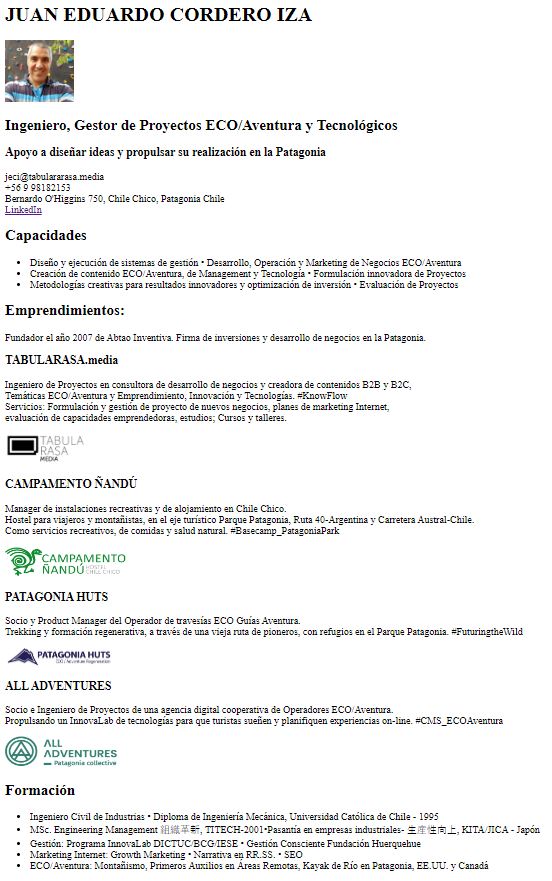 JUAN EDUARDO CORDERO IZA
Ingeniero, Gestor de Proyectos ECO/Aventura y Tecnológicos
Apoyo a diseñar ideas y propulsar su realización en la Patagonia
jeci@tabulararasa.media
+56 9 98182153
Bernardo O'Higgins 750, Chile Chico, Patagonia Chile
LinkedIn
Capacidades
• Diseño y ejecución de sistemas de gestión • Desarrollo, Operación y Marketing de Negocios ECO/Aventura
• Creación de contenido ECO/Aventura, de Management y Tecnología • Formulación innovadora de Proyectos
• Metodologías creativas para resultados innovadores y optimización de inversión • Evaluación de Proyectos
Emprendimientos:
Fundador el año 2007 de Abtao Inventiva. Firma de inversiones y desarrollo de negocios en la Patagonia.
TABULARASA.media
Ingeniero de Proyectos en consultora de desarrollo de negocios y creadora de contenidos B2B y B2C,
Temáticas ECO/Aventura y Emprendimiento, Innovación y Tecnologías. #KnowFlow
Servicios: Formulación y gestión de proyecto de nuevos negocios, planes de marketing Internet,
evaluación de capacidades emprendedoras, estudios; Cursos y talleres.
TABULA
RASA
MEDIA
CAMPAMENTO ÑANDÚ
Manager de instalaciones recreativas y de alojamiento en Chile Chico.
Hostel para viajeros y montañistas, en el eje turístico Parque Patagonia, Ruta 40-Argentina y Carretera Austral-Chile.
Como servicios recreativos, de comidas y salud natural. #Basecamp_PatagoniaPark
CAMPAMENTO
ÑANDÚ HOSTEL
CHILE CHICO
PATAGONIA HUTS
Socio y Product Manager del Operador de travesías ECO Guías Aventura.
Trekking y formación regenerativa, a través de una vieja ruta de pioneros, con refugios en el Parque Patagonia. #FuturingtheWild
PATAGONIA HUTS
ECO / Adventure Regeneration
ALL ADVENTURES
Socio e Ingeniero de Proyectos de una agencia digital cooperativa de Operadores ECO/Aventura.
Propulsando un InnovaLab de tecnologías para que turistas sueñen y planifiquen experiencias on-line. #CMS_ECOAventura
ALL
ADVENTURES
Patagonia collective
Formación
• Ingeniero Civil de Industrias • Diploma de Ingeniería Mecánica, Universidad Católica de Chile - 1995
• MSc. Engineering Management 組織革新, TITECH-2001•Pasantía en empresas industriales- 生産性向上, KITA/JICA - Japón
• Gestión: Programa InnovaLab DICTUC/BCG/IESE • Gestión Consciente Fundación Huerquehue
• Marketing Internet: Growth Marketing • Narrativa en RR.SS. • SEO
• ECO/Aventura: Montañismo, Primeros Auxilios en Áreas Remotas, Kayak de Río en Patagonia, EE.UU. y Canadá